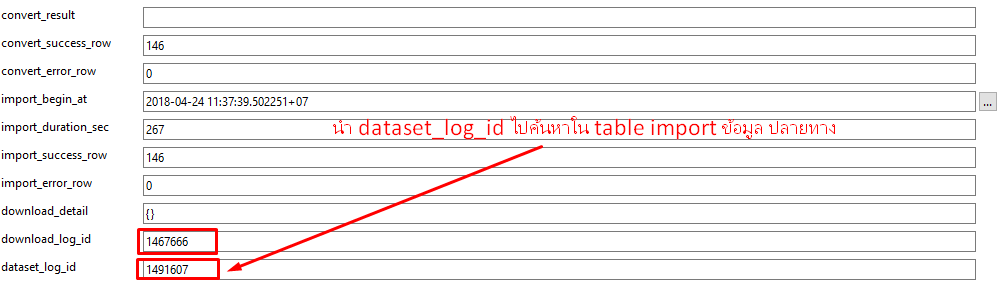 convert_result
convert_success_row 146
convert_error_row 0
import_begin_at 2018-04-24 11:37:39.502251+07 ...
import_duration_sec 267 นำ dataset_log_id ไปค้นหาใน table import ข้อมูล ปลายทาง
import_success_row 146
import_error_row 0
download_detail {}
download_log_id 1467666
dataset_log_id 1491607